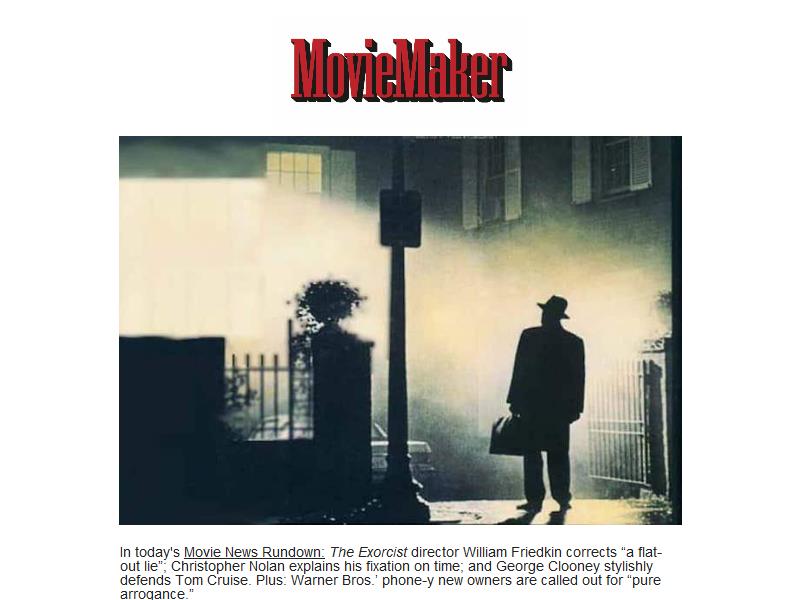 MovieMaker
In today's Movie News Rundown: The Exorcist director William Friedkin corrects “a flat-
out lie”; Christopher Nolan explains his fixation on time; and George Clooney stylishly
defends Tom Cruise. Plus: Warner Bros.’ phone-y new owners are called out for “pure
arrogance.”